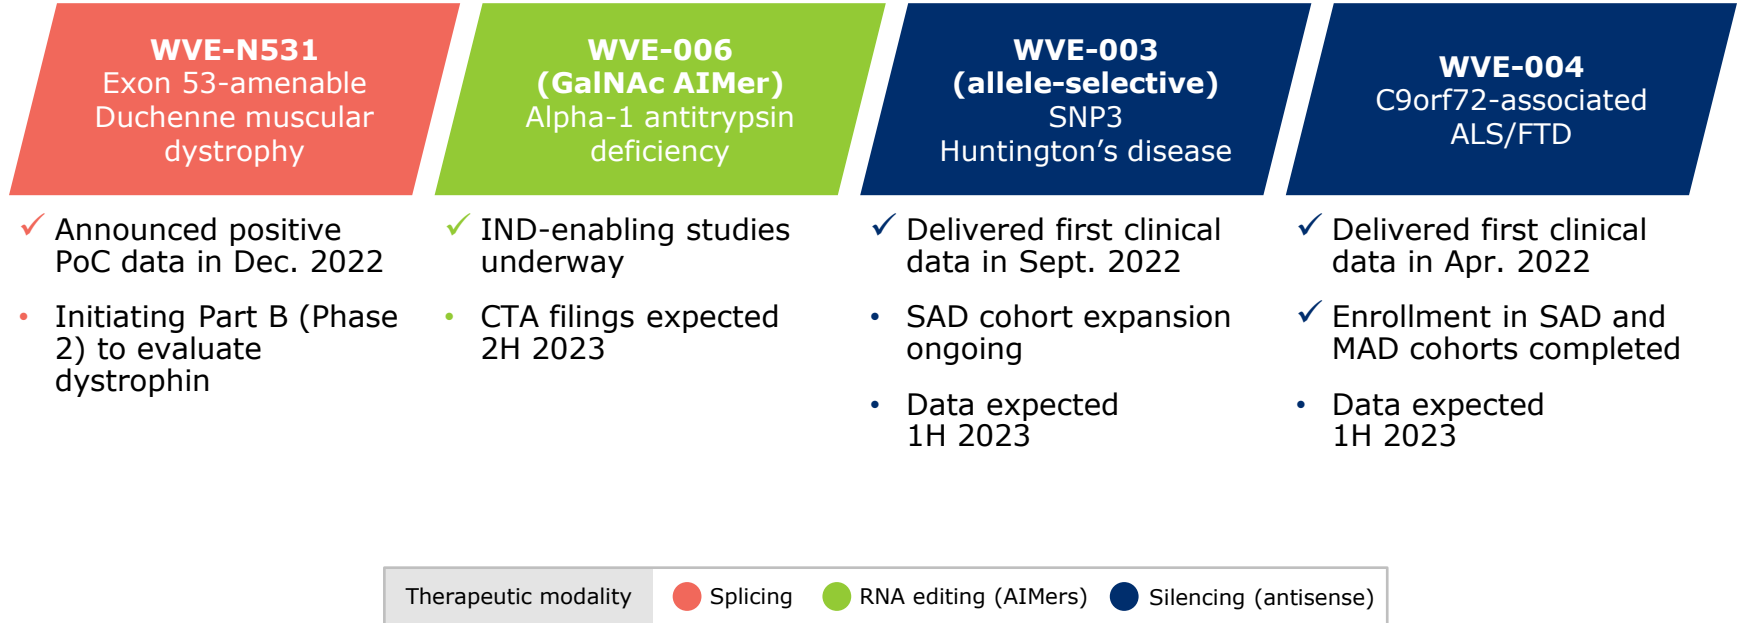 WVE-N531
Exon 53-amenable
Duchenne muscular
dystrophy
✓ Announced positive
PoC data in Dec. 2022
• Initiating Part B (Phase
2) to evaluate
dystrophin
WVE-006
(GalNAc AIMer)
Alpha-1 antitrypsin
deficiency
✓ IND-enabling studies
underway
• CTA filings expected
2H 2023
WVE-003
(allele-selective)
SNP3
Huntington’s disease
✓ Delivered first clinical
data in Sept. 2022
• SAD cohort expansion
ongoing
• Data expected
1H 2023
WVE-004
C9orf72-associated
ALS/FTD
✓ Delivered first clinical
data in Apr. 2022
✓ Enrollment in SAD and
MAD cohorts completed
• Data expected
1H 2023
Therapeutic modality Splicing RNA editing (AIMers) Silencing (antisense)